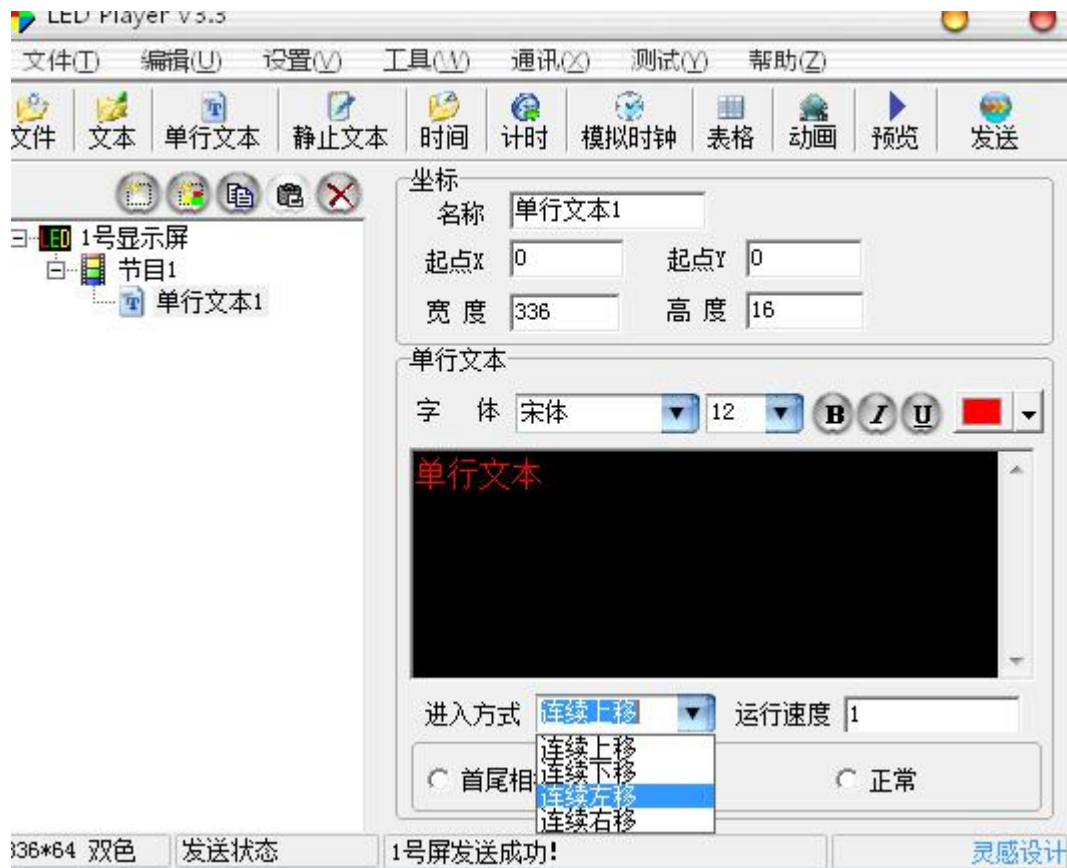 LED Player V3.3
文件(T) 编辑(U) 设置(V) 工具(W) 通讯(X) 测试(Y) 帮助(Z)
文件 文本 单行文本 静止文本 时间 计时 模拟时钟 表格 动画 预览 发送
坐标
名称 单行文本1
起点X 0 起点Y 0
宽 度 336 高 度 16
LED 1号显示屏
节目1
单行文本1
单行文本
字 体 宋体 12 B I U
单行文本
进入方式 连续上移 运行速度 1
连续上移
连续下移
连续左移
连续右移
首尾相 正常
336*64 双色 发送状态 1号屏发送成功! 灵感设计